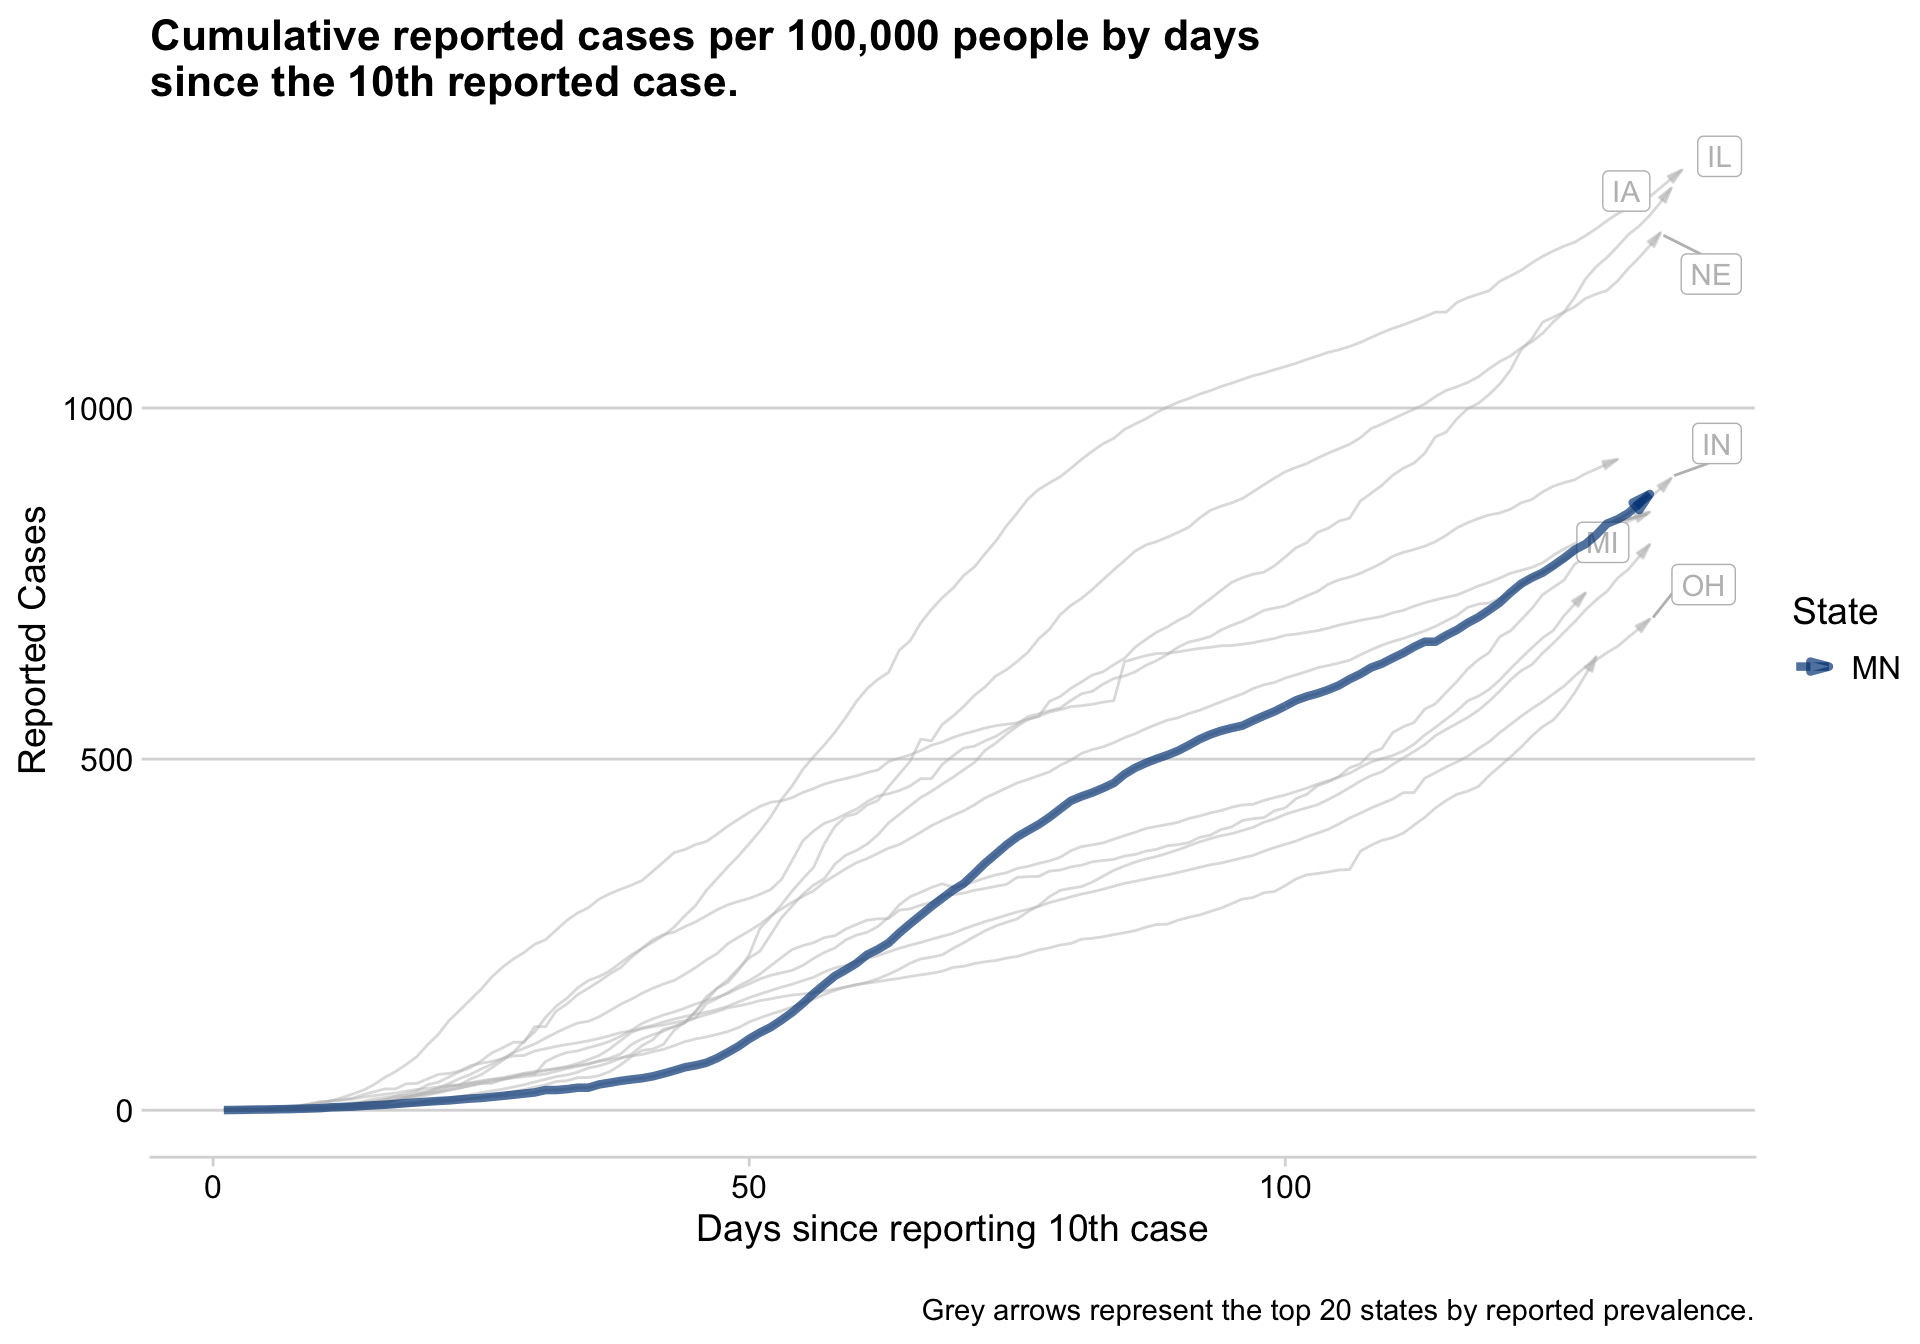 Cumulative reported cases per 100,000 people by days
since the 10th reported case.
IL
IA
NE
1000
IN
MI
OH
Reported Cases
State
MN
500
0
0 50 100
Days since reporting 10th case
Grey arrows represent the top 20 states by reported prevalence.